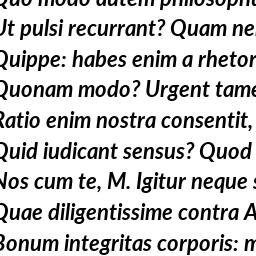 Quo modo autem philosophu
Ut pulsi recurrant? Quam ne
Quippe: habes enim a rhetor
Quonam modo? Urgent tame
Ratio enim nostra consentit,
Quid iudicant sensus? Quod
Nos cum te, M. Igitur neque s
Quae diligentissime contra A
Bonum integritas corporis: m